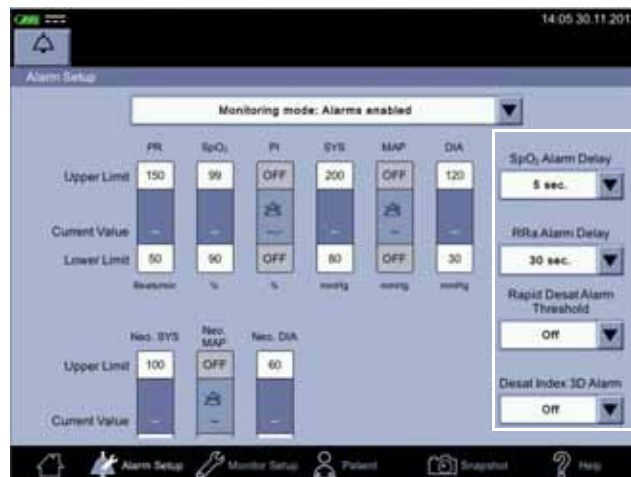 14:05 30.11.201
Alarm Setup
Monitoring mode: Alarms enabled
PR SpO₂ PI SYS MAP DIA
Upper Limit 150 99 OFF 200 OFF 120
Current Value -- -- -- -- -- --
Lower Limit 50 90 OFF 80 OFF 30
Beats/min % % mmHg mmHg mmHg
SpO₂ Alarm Delay
5 sec.
RRa Alarm Delay
30 sec.
Rapid Desat Alarm
Threshold
Off
Desat Index 3D Alarm
Off
Neo. SYS Neo. MAP Neo. DIA
Upper Limit 100 OFF 60
Current Value -- -- --
Alarm Setup Monitor Setup Patient Snapshot Help